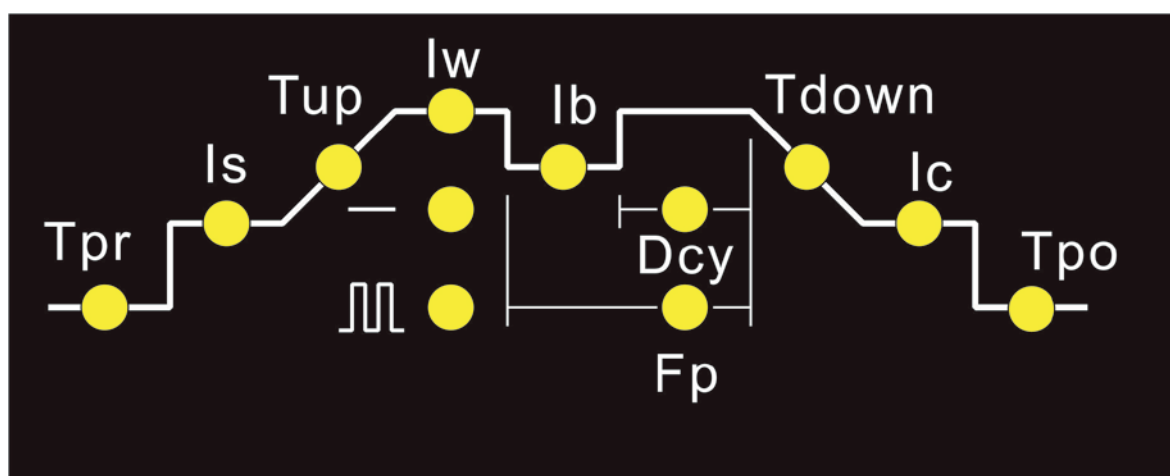 Tpr
Is
Tup
Iw
Ib
Tdown
Ic
Tpo
Dcy
Fp